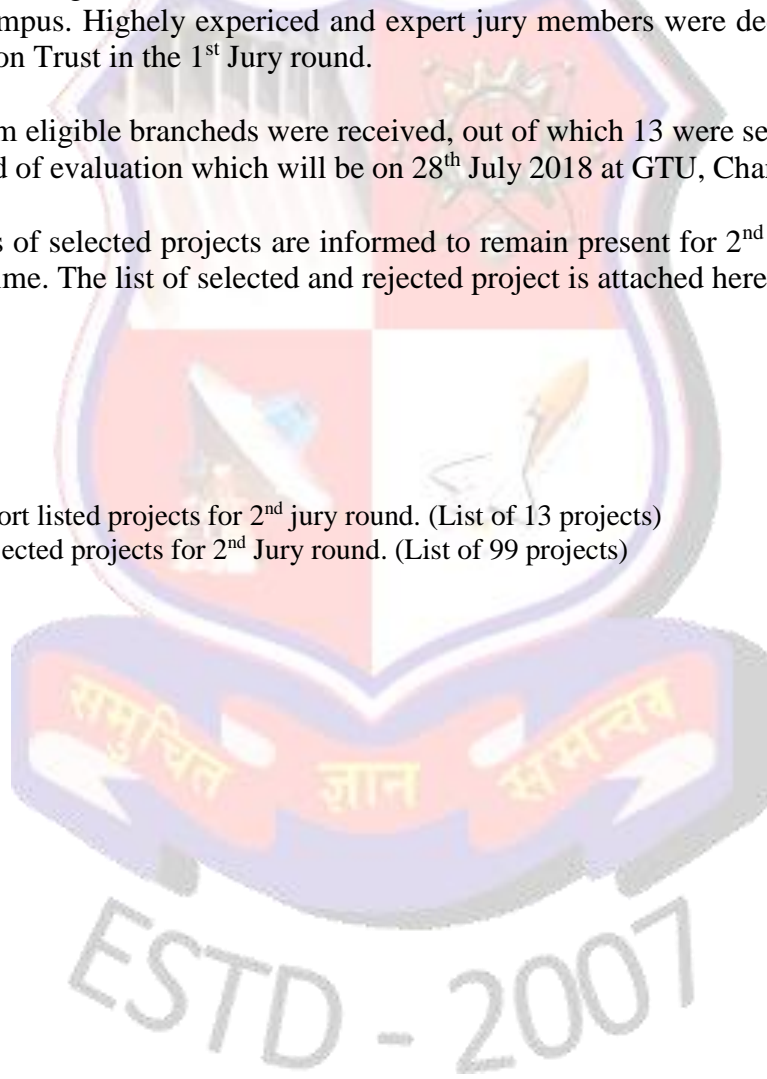 mpus. Highely expericed and expert jury members were de
on Trust in the 1st Jury round.
m eligible brancheds were received, out of which 13 were se
d of evaluation which will be on 28th July 2018 at GTU, Chan
s of selected projects are informed to remain present for 2nd
ime. The list of selected and rejected project is attached here
ort listed projects for 2nd jury round. (List of 13 projects)
ected projects for 2nd Jury round. (List of 99 projects)
समुचित ज्ञान समन्वय
ESTD - 2007